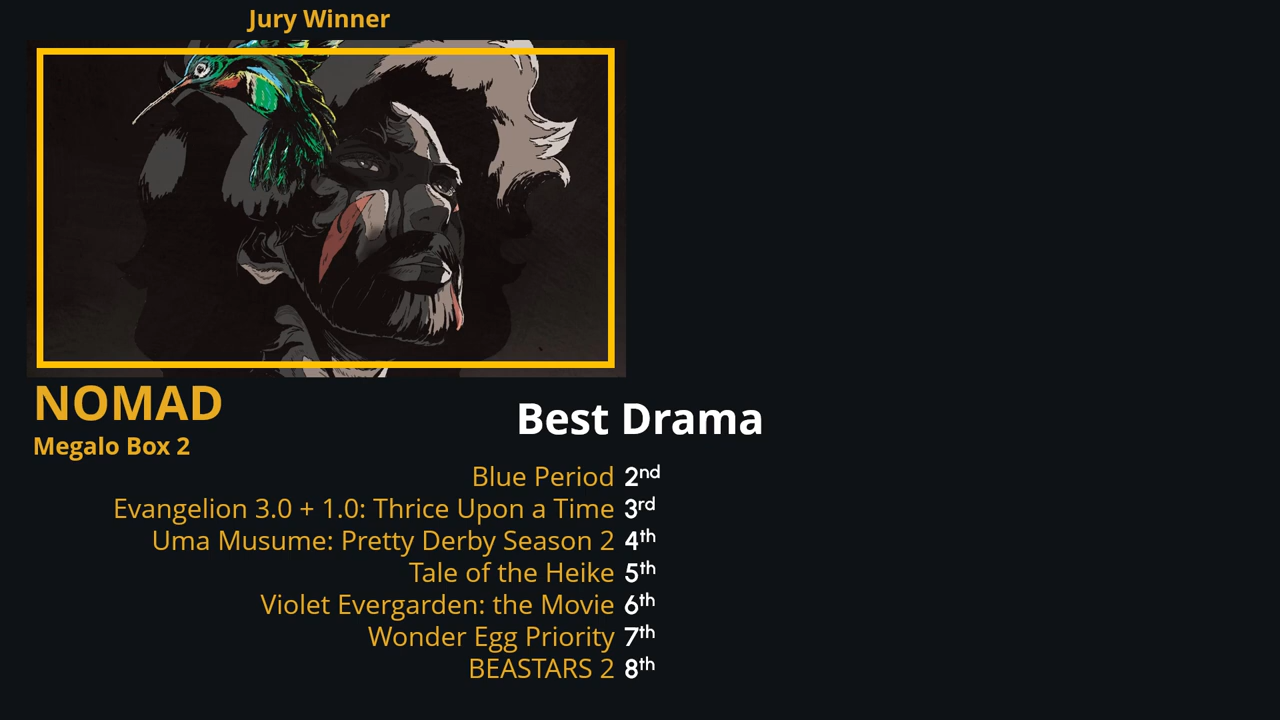 Jury Winner
NOMAD
Megalo Box 2
Best Drama
Blue Period 2nd
Evangelion 3.0 + 1.0: Thrice Upon a Time 3rd
Uma Musume: Pretty Derby Season 2 4th
Tale of the Heike 5th
Violet Evergarden: the Movie 6th
Wonder Egg Priority 7th
BEASTARS 2 8th